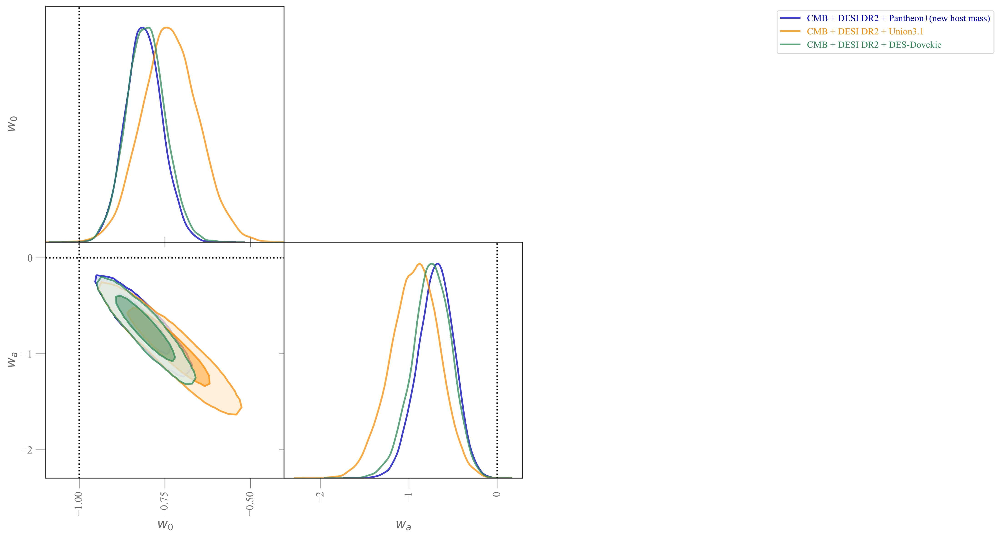 CMB + DESI DR2 + Pantheon+(new host mass)
CMB + DESI DR2 + Union3.1
CMB + DESI DR2 + DES-Dovekie
w0
0
−1
−2
wa
−1.00
−0.75
−0.50
−2
−1
0
w0
wa